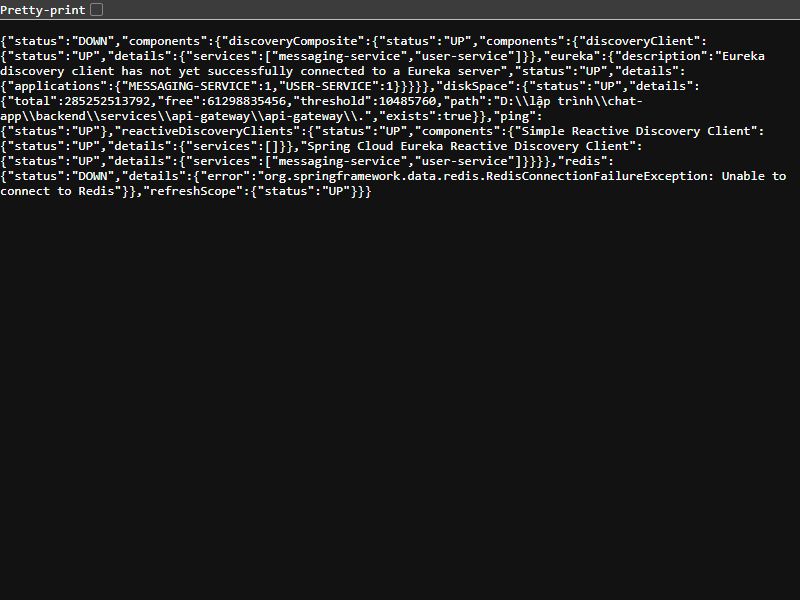 Pretty-print
{"status":"DOWN","components":{"discoveryComposite":{"status":"UP","components":{"discoveryClient":
{"status":"UP","details":{"services":["messaging-service","user-service"]}},"eureka":{"description":"Eureka
discovery client has not yet successfully connected to a Eureka server","status":"UP","details":
{"applications":{"MESSAGING-SERVICE":1,"USER-SERVICE":1}}}}},"diskSpace":{"status":"UP","details":
{"total":285252513792,"free":61298835456,"threshold":10485760,"path":"D:\\lập trình\\chat-
app\\backend\\services\\api-gateway\\api-gateway\\.","exists":true}},"ping":
{"status":"UP"},"reactiveDiscoveryClients":{"status":"UP","components":{"Simple Reactive Discovery Client":
{"status":"UP","details":{"services":[]}},"Spring Cloud Eureka Reactive Discovery Client":
{"status":"UP","details":{"services":["messaging-service","user-service"]}}}},"redis":
{"status":"DOWN","details":{"error":"org.springframework.data.redis.RedisConnectionFailureException: Unable to
connect to Redis"}},"refreshScope":{"status":"UP"}}}